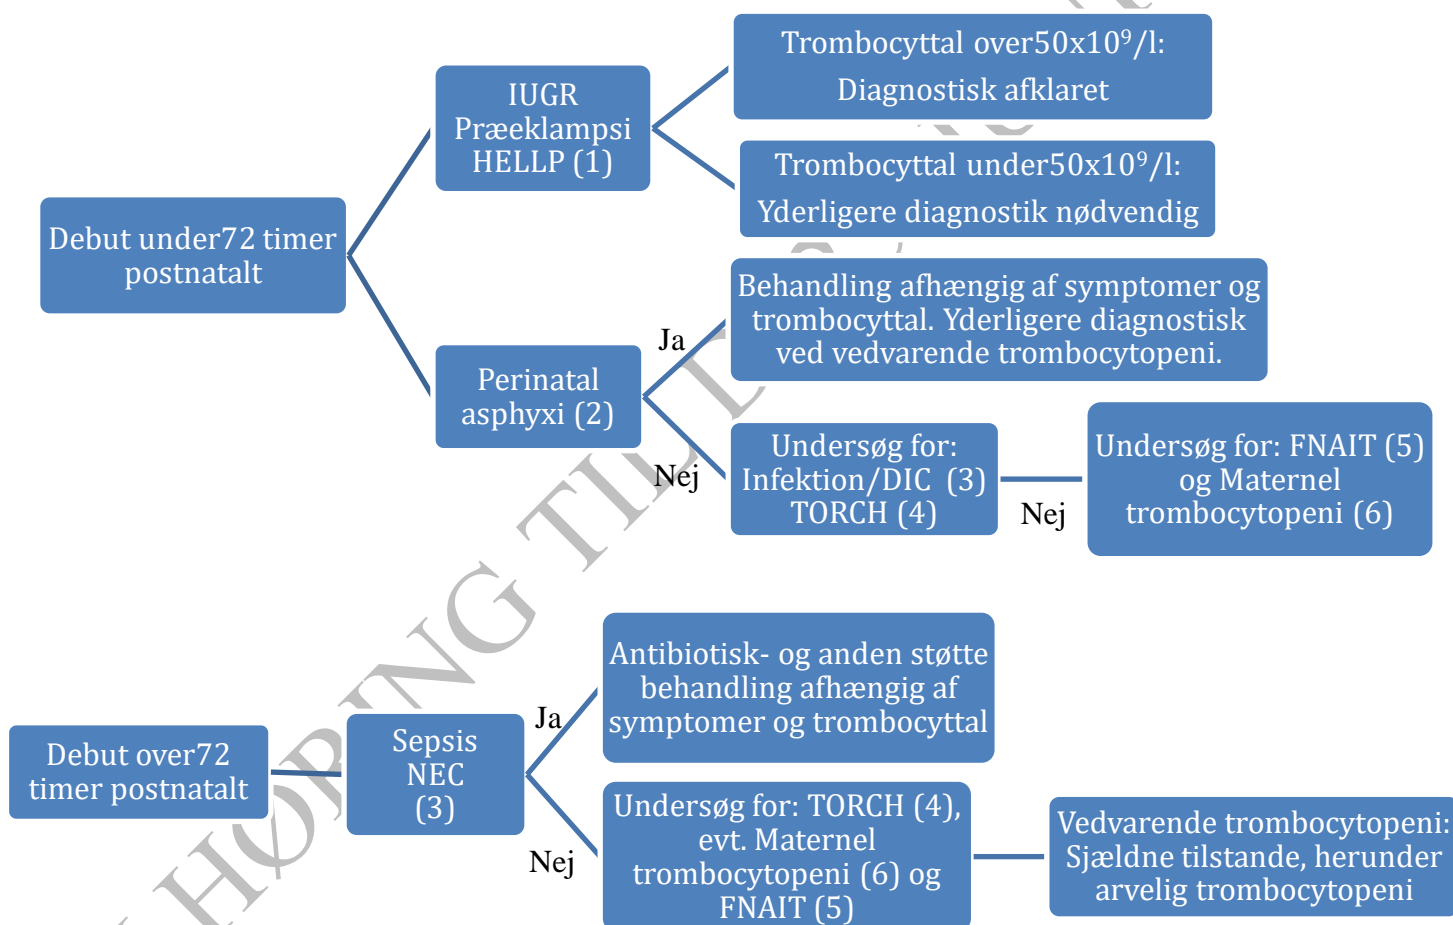 Trombocyttal over50x10⁹/l:
Diagnostisk afklaret
IUGR
Præeklampsi
HELLP (1)
Trombocyttal under50x10⁹/l:
Yderligere diagnostik nødvendig
Debut under72 timer
postnatalt
Behandling afhængig af symptomer og
trombocyttal. Yderligere diagnostisk
ved vedvarende trombocytopeni.
Ja
Perinatal
asphyxi (2)
Nej
Undersøg for:
Infektion/DIC (3)
TORCH (4)
Nej
Undersøg for: FNAIT (5)
og Maternel
trombocytopeni (6)
Antibiotisk- og anden støtte
behandling afhængig af
symptomer og trombocyttal
Ja
Debut over72
timer postnatalt
Sepsis
NEC
(3)
Nej
Undersøg for: TORCH (4),
evt. Maternel
trombocytopeni (6) og
FNAIT (5)
Vedvarende trombocytopeni:
Sjældne tilstande, herunder
arvelig trombocytopeni
HØRING TIL